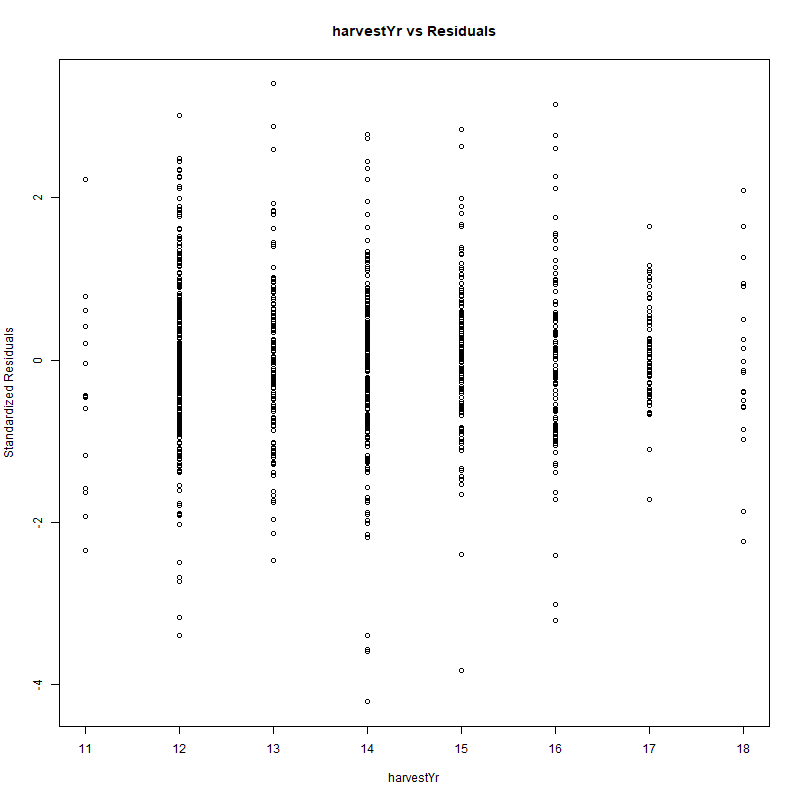 harvestYr vs Residuals
Standardized Residuals
2
0
-2
-4
11 12 13 14 15 16 17 18
harvestYr